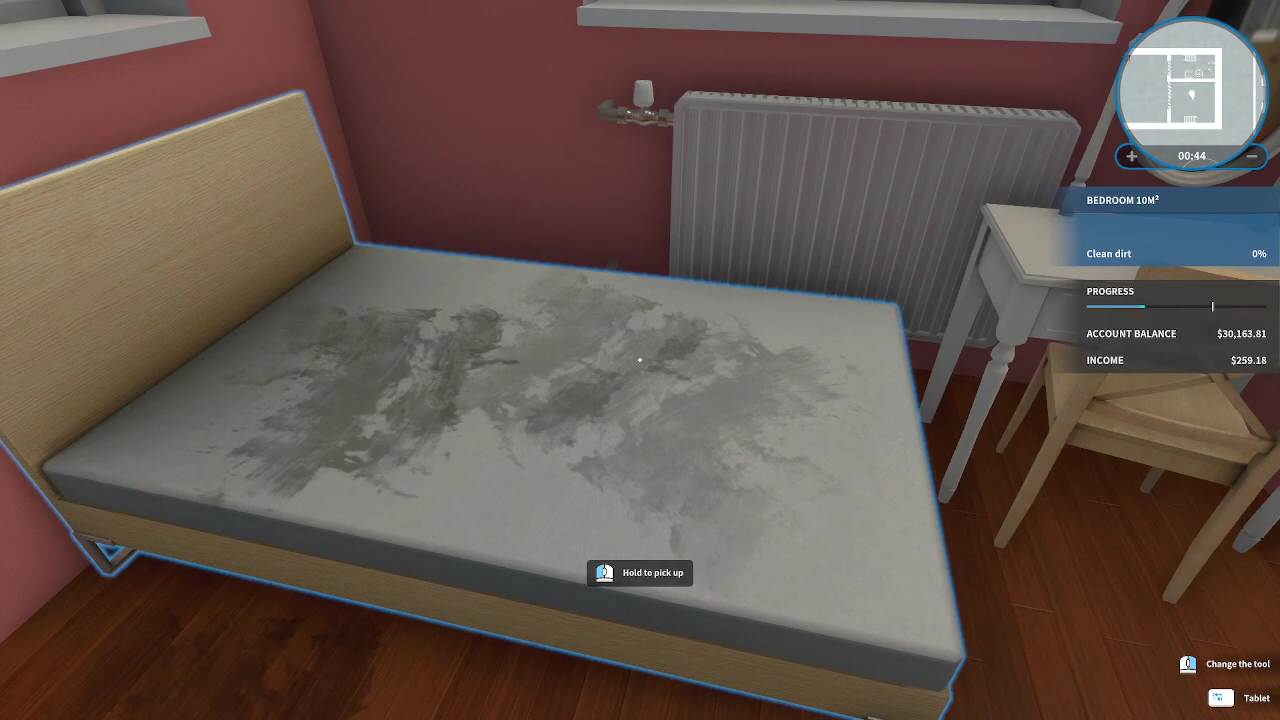 00:44
BEDROOM 10M²
Clean dirt 0%
PROGRESS
ACCOUNT BALANCE $30,163.81
INCOME $259.18
Hold to pick up
Change the tool
Tablet